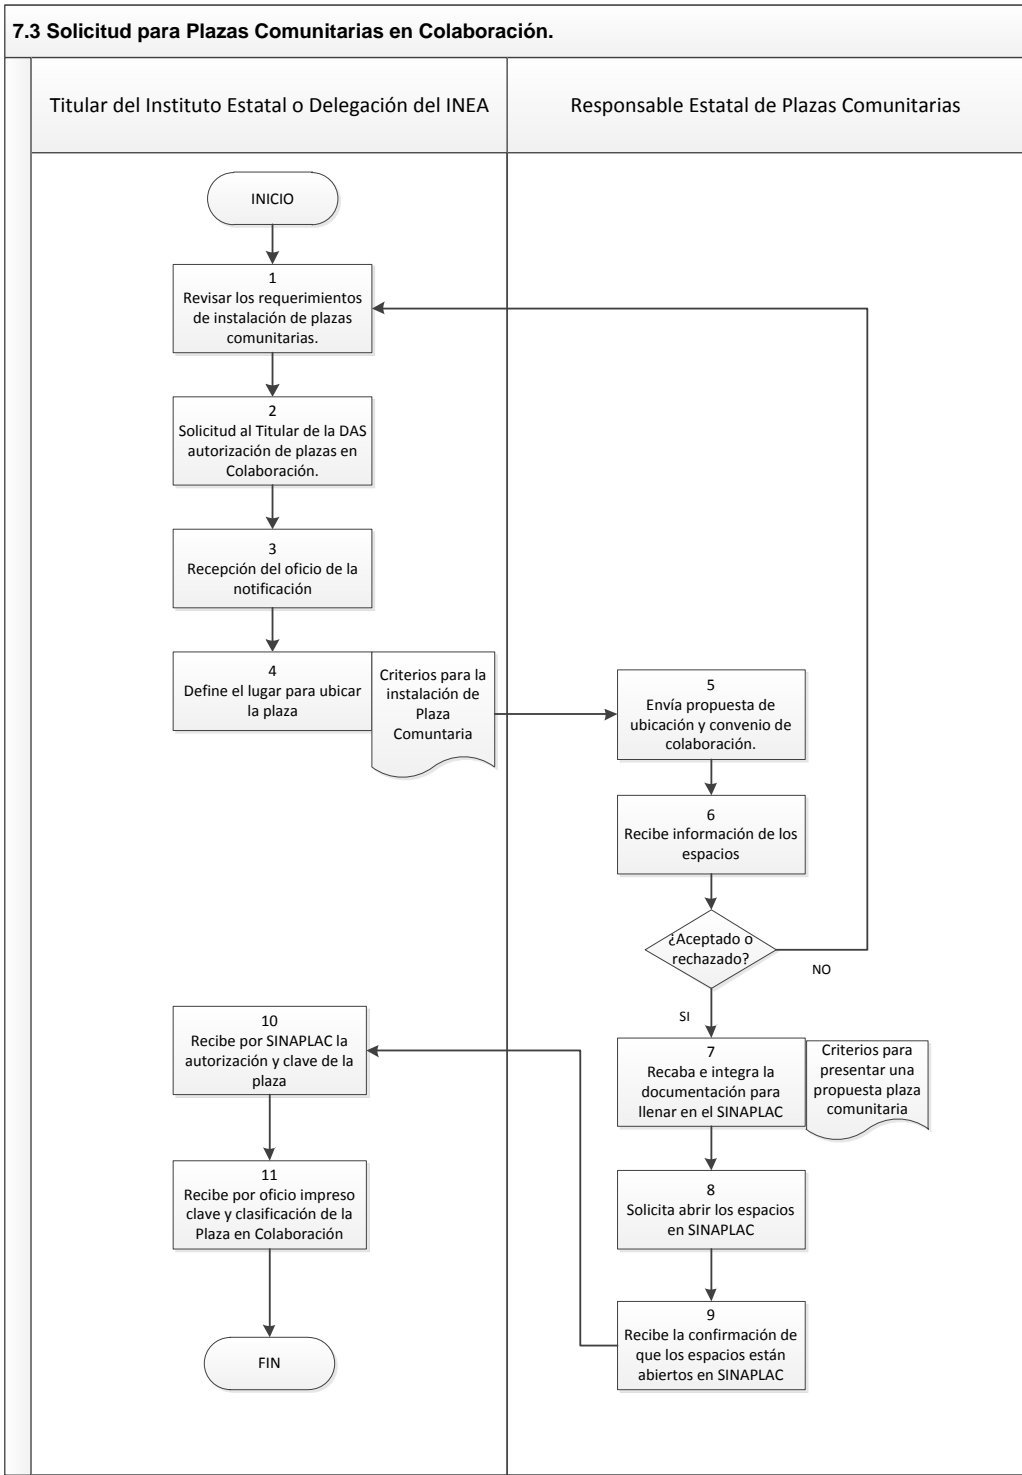 7.3 Solicitud para Plazas Comunitarias en Colaboración.
Titular del Instituto Estatal o Delegación del INEA
Responsable Estatal de Plazas Comunitarias
INICIO
1
Revisar los requerimientos
de instalación de plazas
comunitarias.
2
Solicitud al Titular de la DAS
autorización de plazas en
Colaboración.
3
Recepción del oficio de la
notificación
4
Define el lugar para ubicar
la plaza
Criterios para la
instalación de
Plaza
Comuntaria
5
Envía propuesta de
ubicación y convenio de
colaboración.
6
Recibe información de los
espacios
¿Aceptado o
rechazado?
NO
SI
7
Recaba e integra la
documentación para
llenar en el SINAPLAC
Criterios para
presentar una
propuesta plaza
comunitaria
8
Solicita abrir los espacios
en SINAPLAC
9
Recibe la confirmación de
que los espacios están
abiertos en SINAPLAC
10
Recibe por SINAPLAC la
autorización y clave de la
plaza
11
Recibe por oficio impreso
clave y clasificación de la
Plaza en Colaboración
FIN